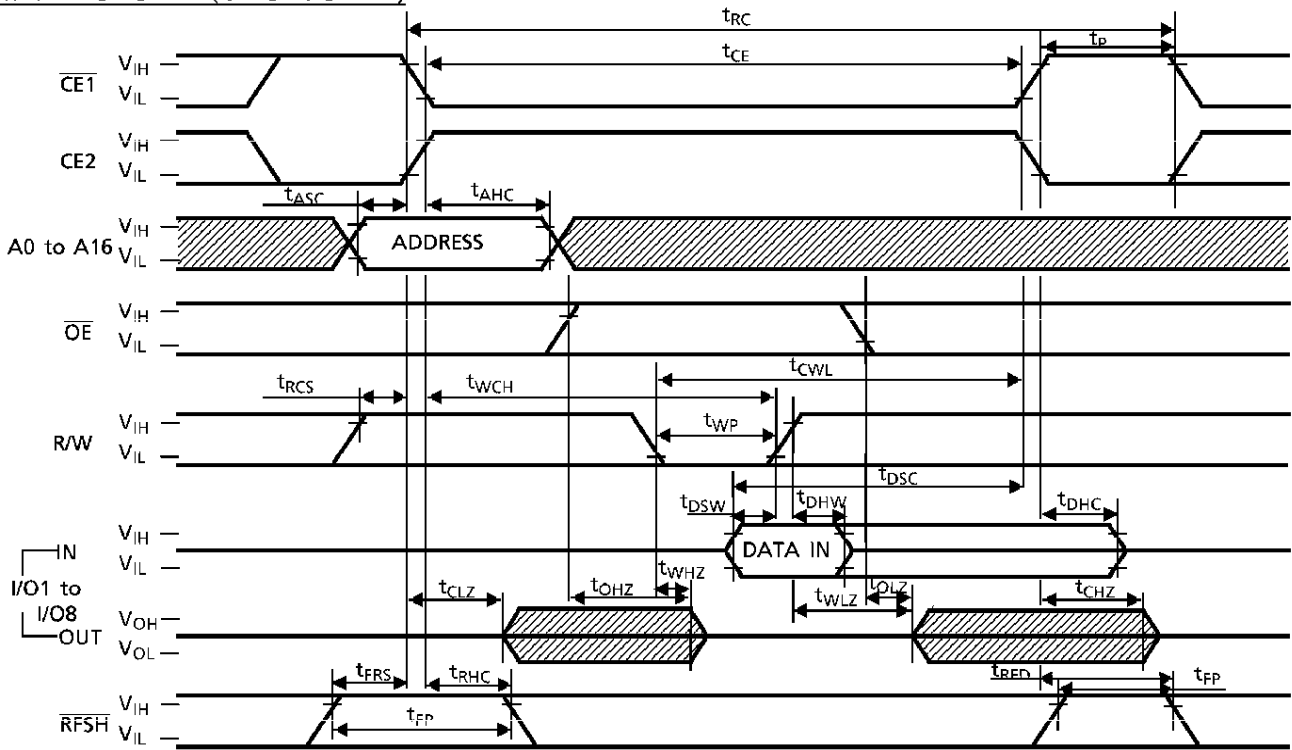 tRC
tP
tCE
CE1
VIH
VIL
CE2
VIH
VIL
tASC
tAHC
A0 to A16
VIH
VIL
ADDRESS
OE
VIH
VIL
tCWL
tRCS
tWCH
R/W
VIH
VIL
tWP
tDSC
tDSW
tDHW
tDHC
IN
VIH
VIL
DATA IN
I/O1 to
I/O8
tCLZ
tOHZ
tWHZ
tWLZ
tOLZ
tCHZ
OUT
VOH
VOL
tFRS
tRHC
tRFD
tFP
RFSH
VIH
VIL
tFP